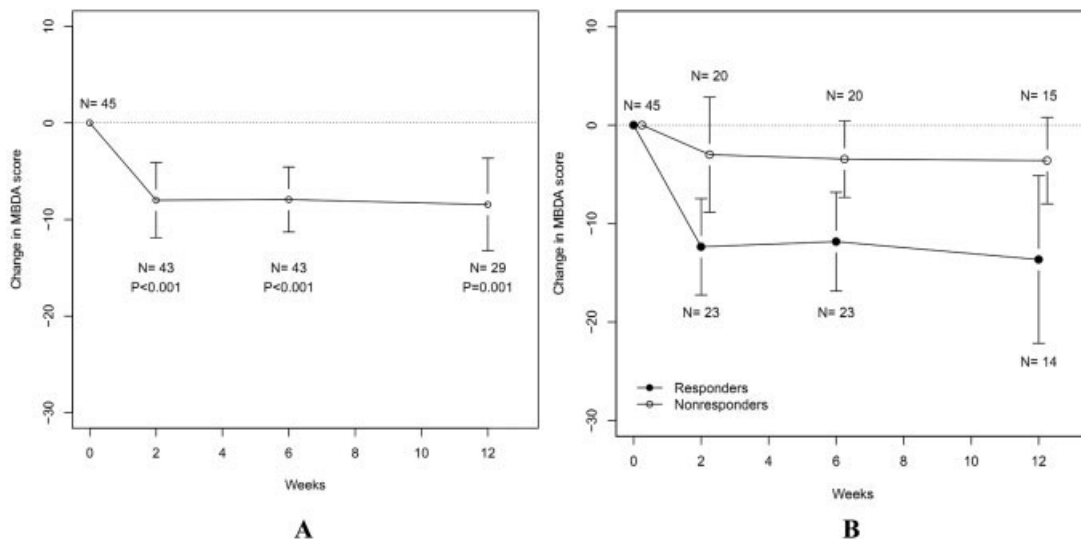 10
0
−10
−20
−30
Change in MBDA score
N= 45
N= 43
P<0.001
N= 43
P<0.001
N= 29
P=0.001
0 2 4 6 8 10 12
Weeks
A
10
0
−10
−20
−30
Change in MBDA score
N= 45
N= 20
N= 20
N= 15
N= 23
N= 23
N= 14
Responders
Nonresponders
0 2 4 6 8 10 12
Weeks
B